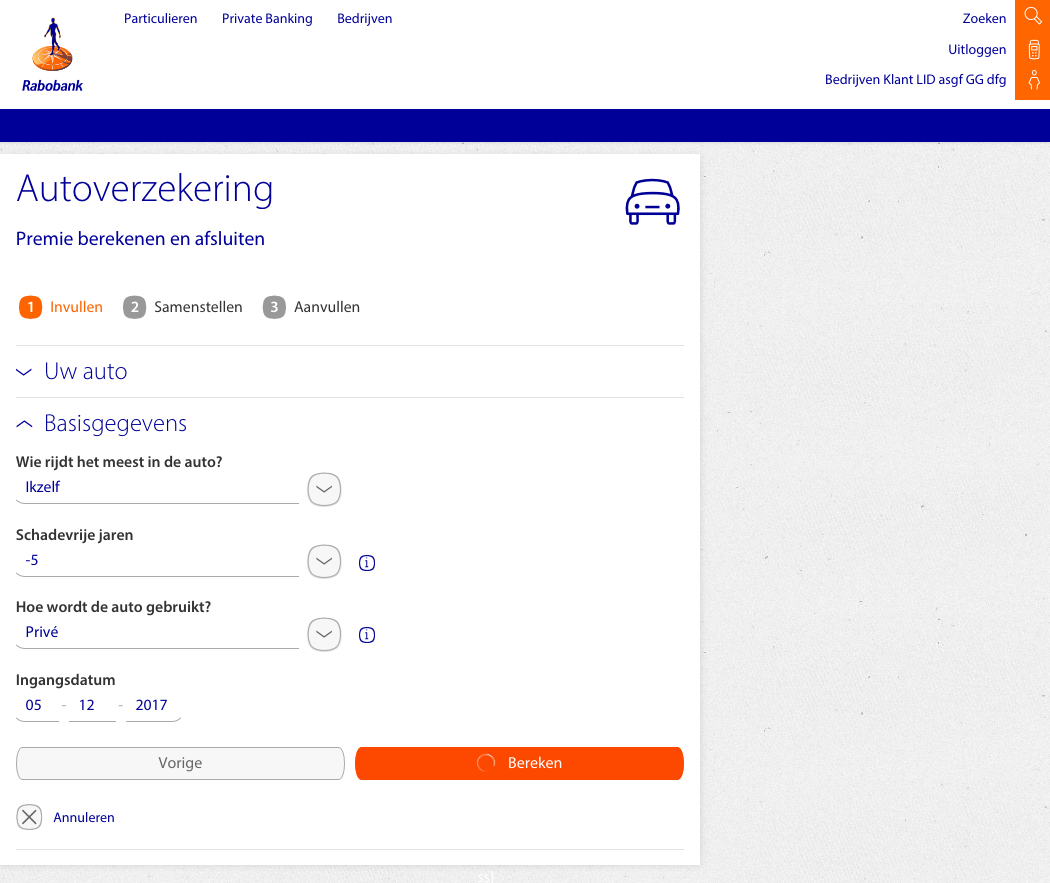 Particulieren Private Banking Bedrijven
Zoeken
Uitloggen
Bedrijven Klant LID asgf GG dfg
Rabobank
Autoverzekering
Premie berekenen en afsluiten
1 Invullen 2 Samenstellen 3 Aanvullen
Uw auto
Basisgegevens
Wie rijdt het meest in de auto?
Ikzelf
Schadevrije jaren
-5
i
Hoe wordt de auto gebruikt?
Privé
i
Ingangsdatum
05 - 12 - 2017
Vorige Bereken
Annuleren